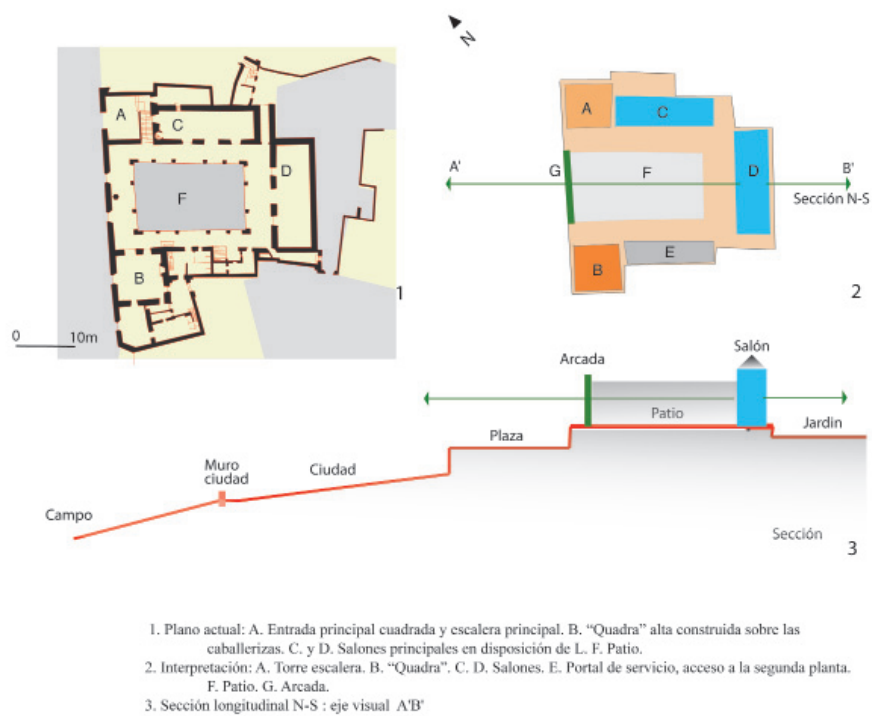 N
A
C
D
F
B
1
0
10m
A
C
A'
G
F
D
B'
Sección N-S
E
B
2
Salón
Arcada
Patio
Jardin
Plaza
Muro
ciudad
Ciudad
Campo
Sección
3
1. Plano actual: A. Entrada principal cuadrada y escalera principal. B. “Quadra” alta construida sobre las
caballerizas. C. y D. Salones principales en disposición de L. F. Patio.
2. Interpretación: A. Torre escalera. B. “Quadra”. C. D. Salones. E. Portal de servicio, acceso a la segunda planta.
F. Patio. G. Arcada.
3. Sección longitudinal N-S : eje visual A'B'